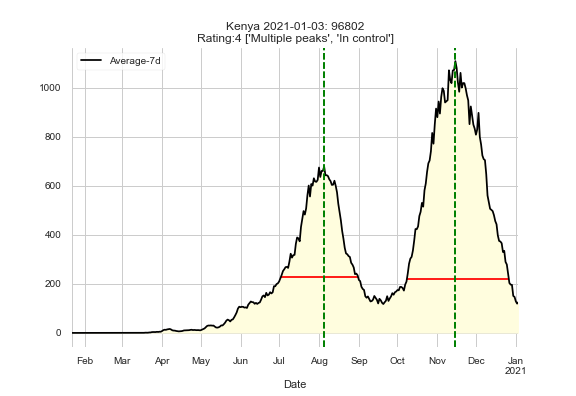 Kenya 2021-01-03: 96802
Rating:4 ['Multiple peaks', 'In control']
Average-7d
1000
800
600
400
200
0
Feb Mar Apr May Jun Jul Aug Sep Oct Nov Dec Jan
2021
Date